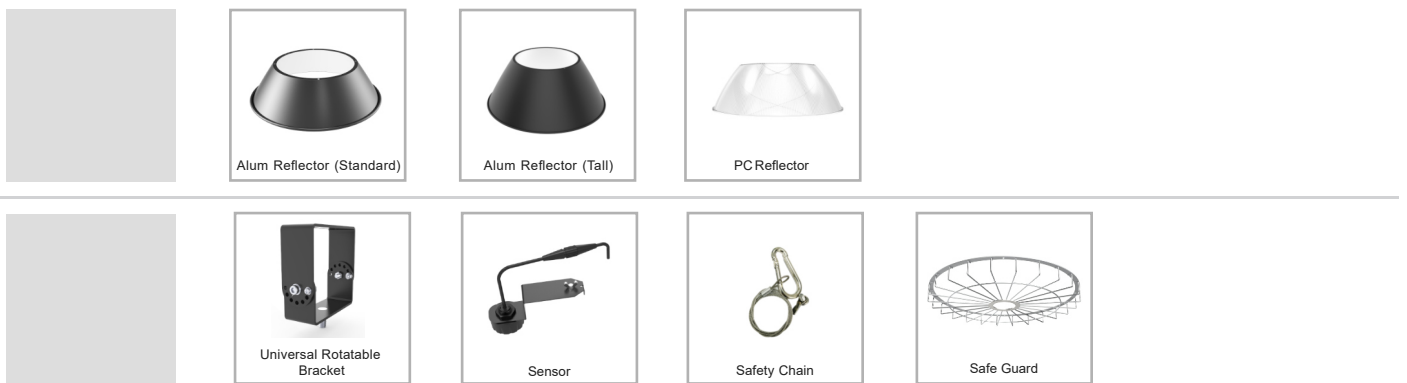 Alum Reflector (Standard)
Alum Reflector (Tall)
PC Reflector
Universal Rotatable
Bracket
Sensor
Safety Chain
Safe Guard